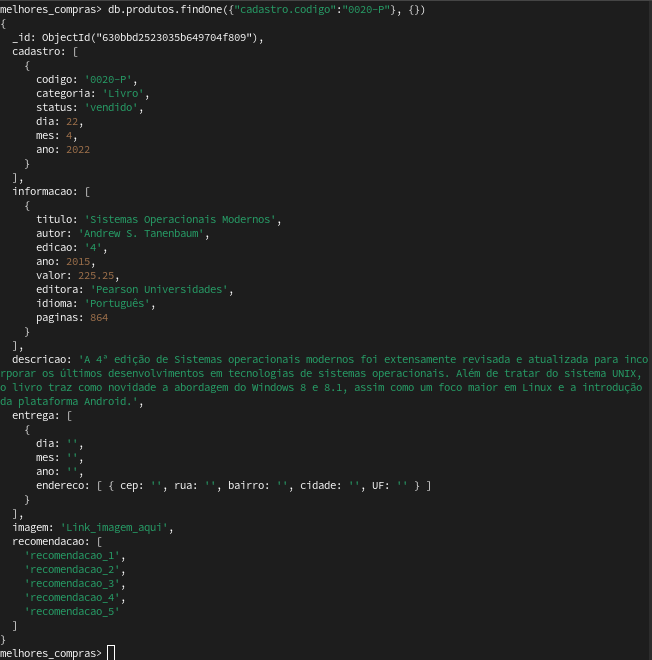 melhores_compras> db.produtos.findOne({"cadastro.codigo":"0020-P"}, {})
{
  _id: ObjectId("630bbd2523035b649704f809"),
  cadastro: [
    {
      codigo: '0020-P',
      categoria: 'Livro',
      status: 'vendido',
      dia: 22,
      mes: 4,
      ano: 2022
    }
  ],
  informacao: [
    {
      titulo: 'Sistemas Operacionais Modernos',
      autor: 'Andrew S. Tanenbaum',
      edicao: '4',
      ano: 2015,
      valor: 225.25,
      editora: 'Pearson Universidades',
      idioma: 'Português',
      paginas: 864
    }
  ],
  descricao: 'A 4ª edição de Sistemas operacionais modernos foi extensamente revisada e atualizada para inco
rporar os últimos desenvolvimentos em tecnologias de sistemas operacionais. Além de tratar do sistema UNIX,
o livro traz como novidade a abordagem do Windows 8 e 8.1, assim como um foco maior em Linux e a introdução
da plataforma Android.',
  entrega: [
    {
      dia: '',
      mes: '',
      ano: '',
      endereco: [ { cep: '', rua: '', bairro: '', cidade: '', UF: '' } ]
    }
  ],
  imagem: 'Link_imagem_aqui',
  recomendacao: [
    'recomendacao_1',
    'recomendacao_2',
    'recomendacao_3',
    'recomendacao_4',
    'recomendacao_5'
  ]
}
melhores_compras>